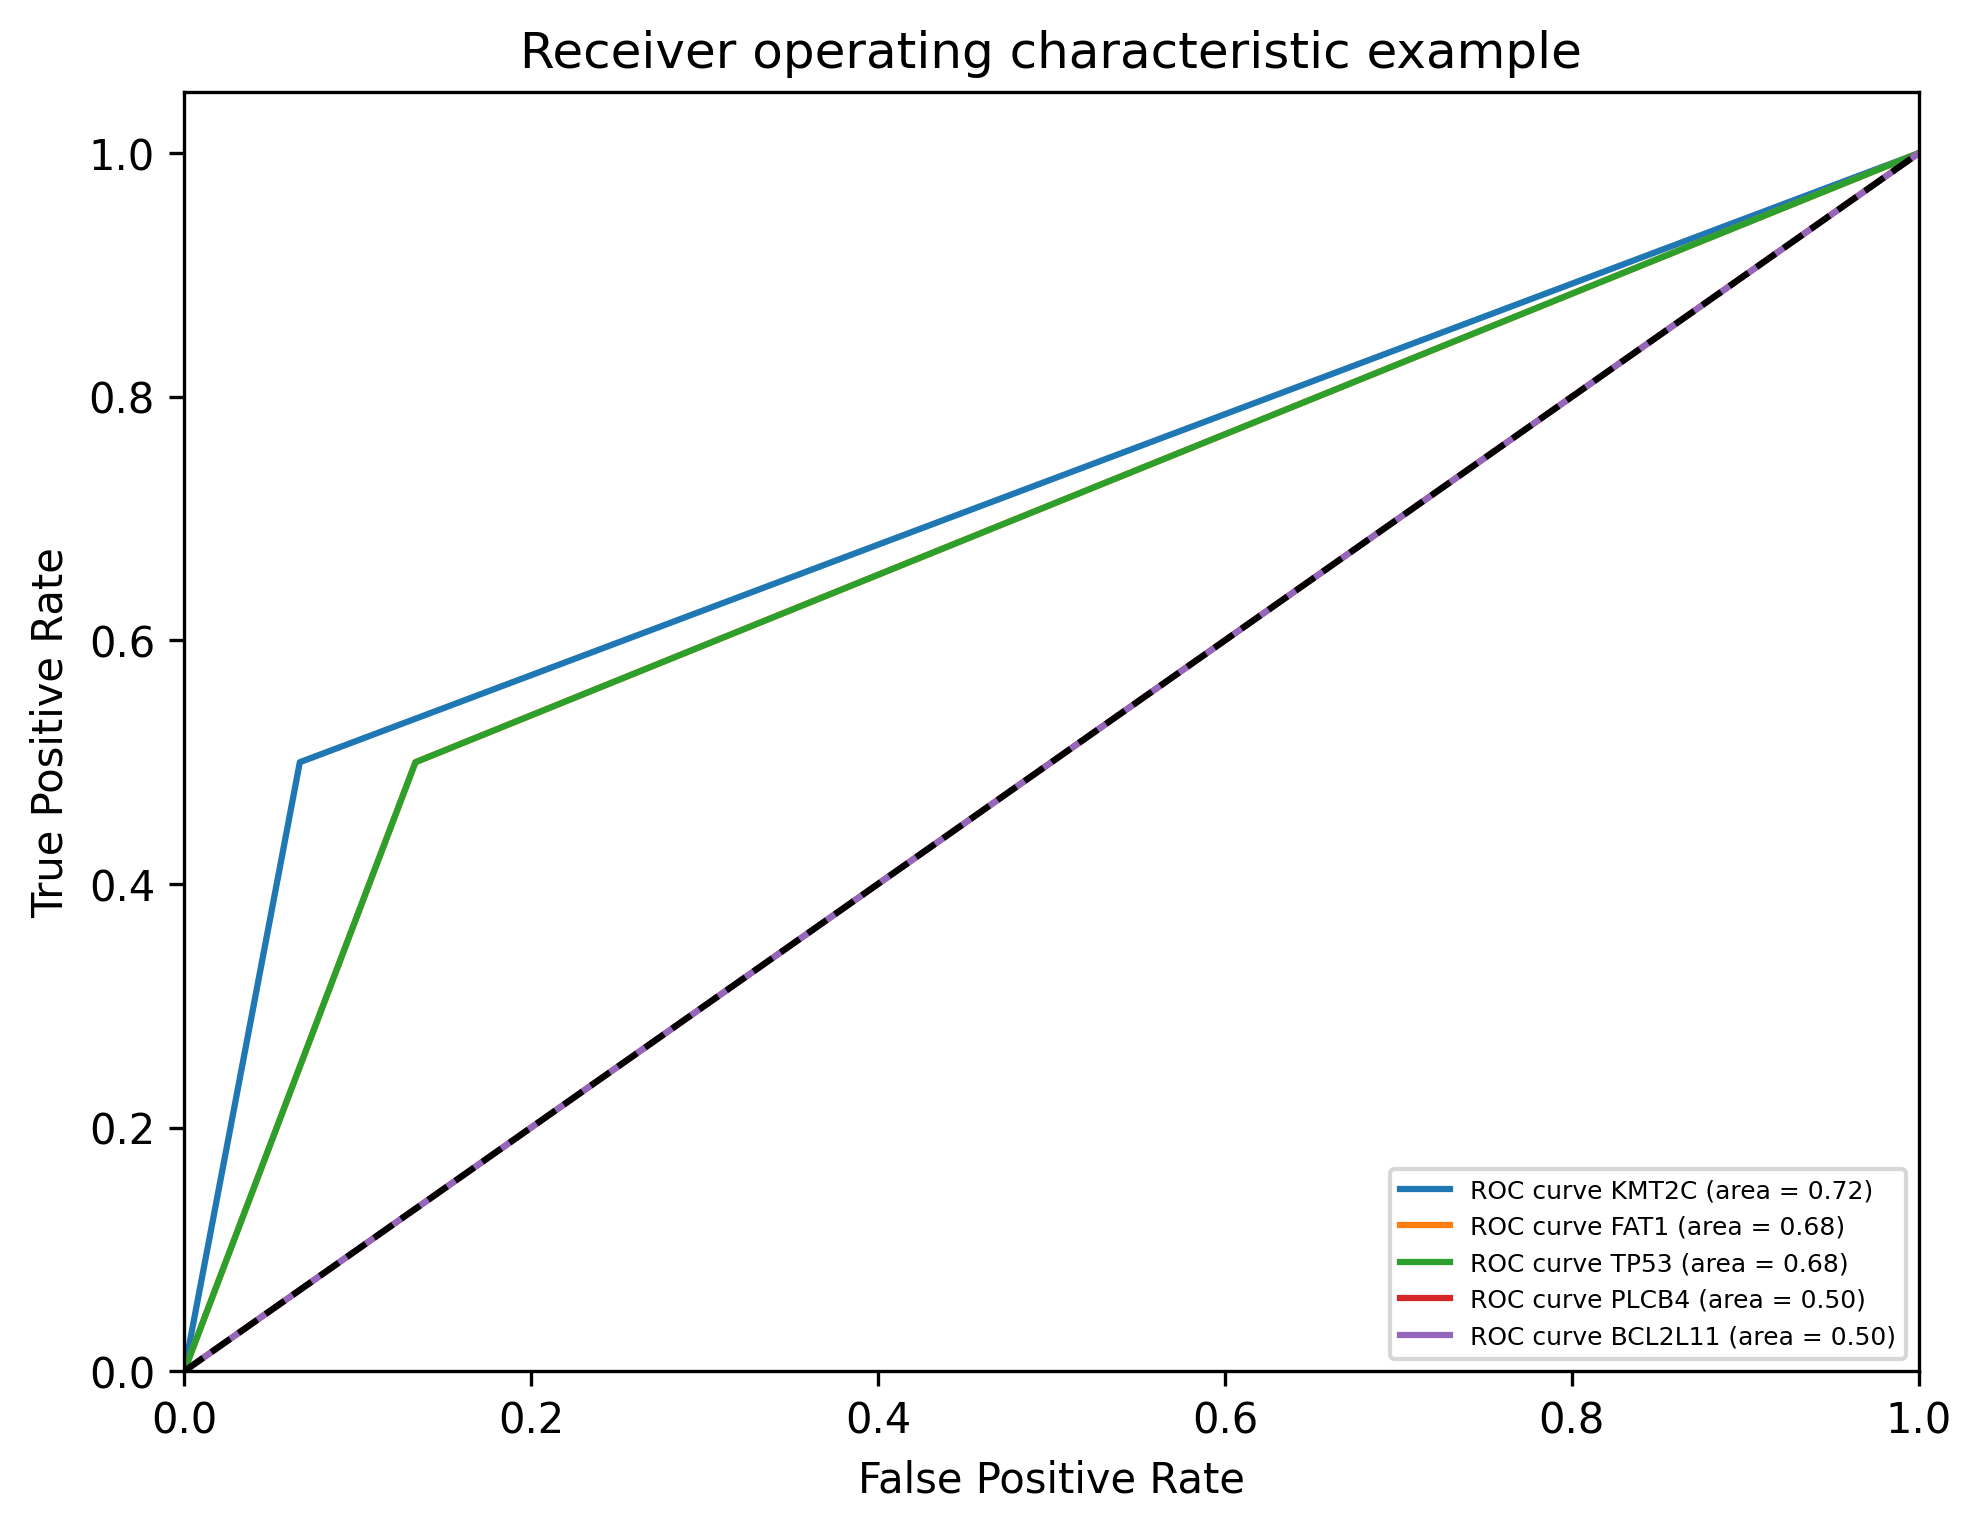 Receiver operating characteristic example
True Positive Rate
1.0
0.8
0.6
0.4
0.2
0.0
ROC curve KMT2C (area = 0.72)
ROC curve FAT1 (area = 0.68)
ROC curve TP53 (area = 0.68)
ROC curve PLCB4 (area = 0.50)
ROC curve BCL2L11 (area = 0.50)
0.0 0.2 0.4 0.6 0.8 1.0
False Positive Rate